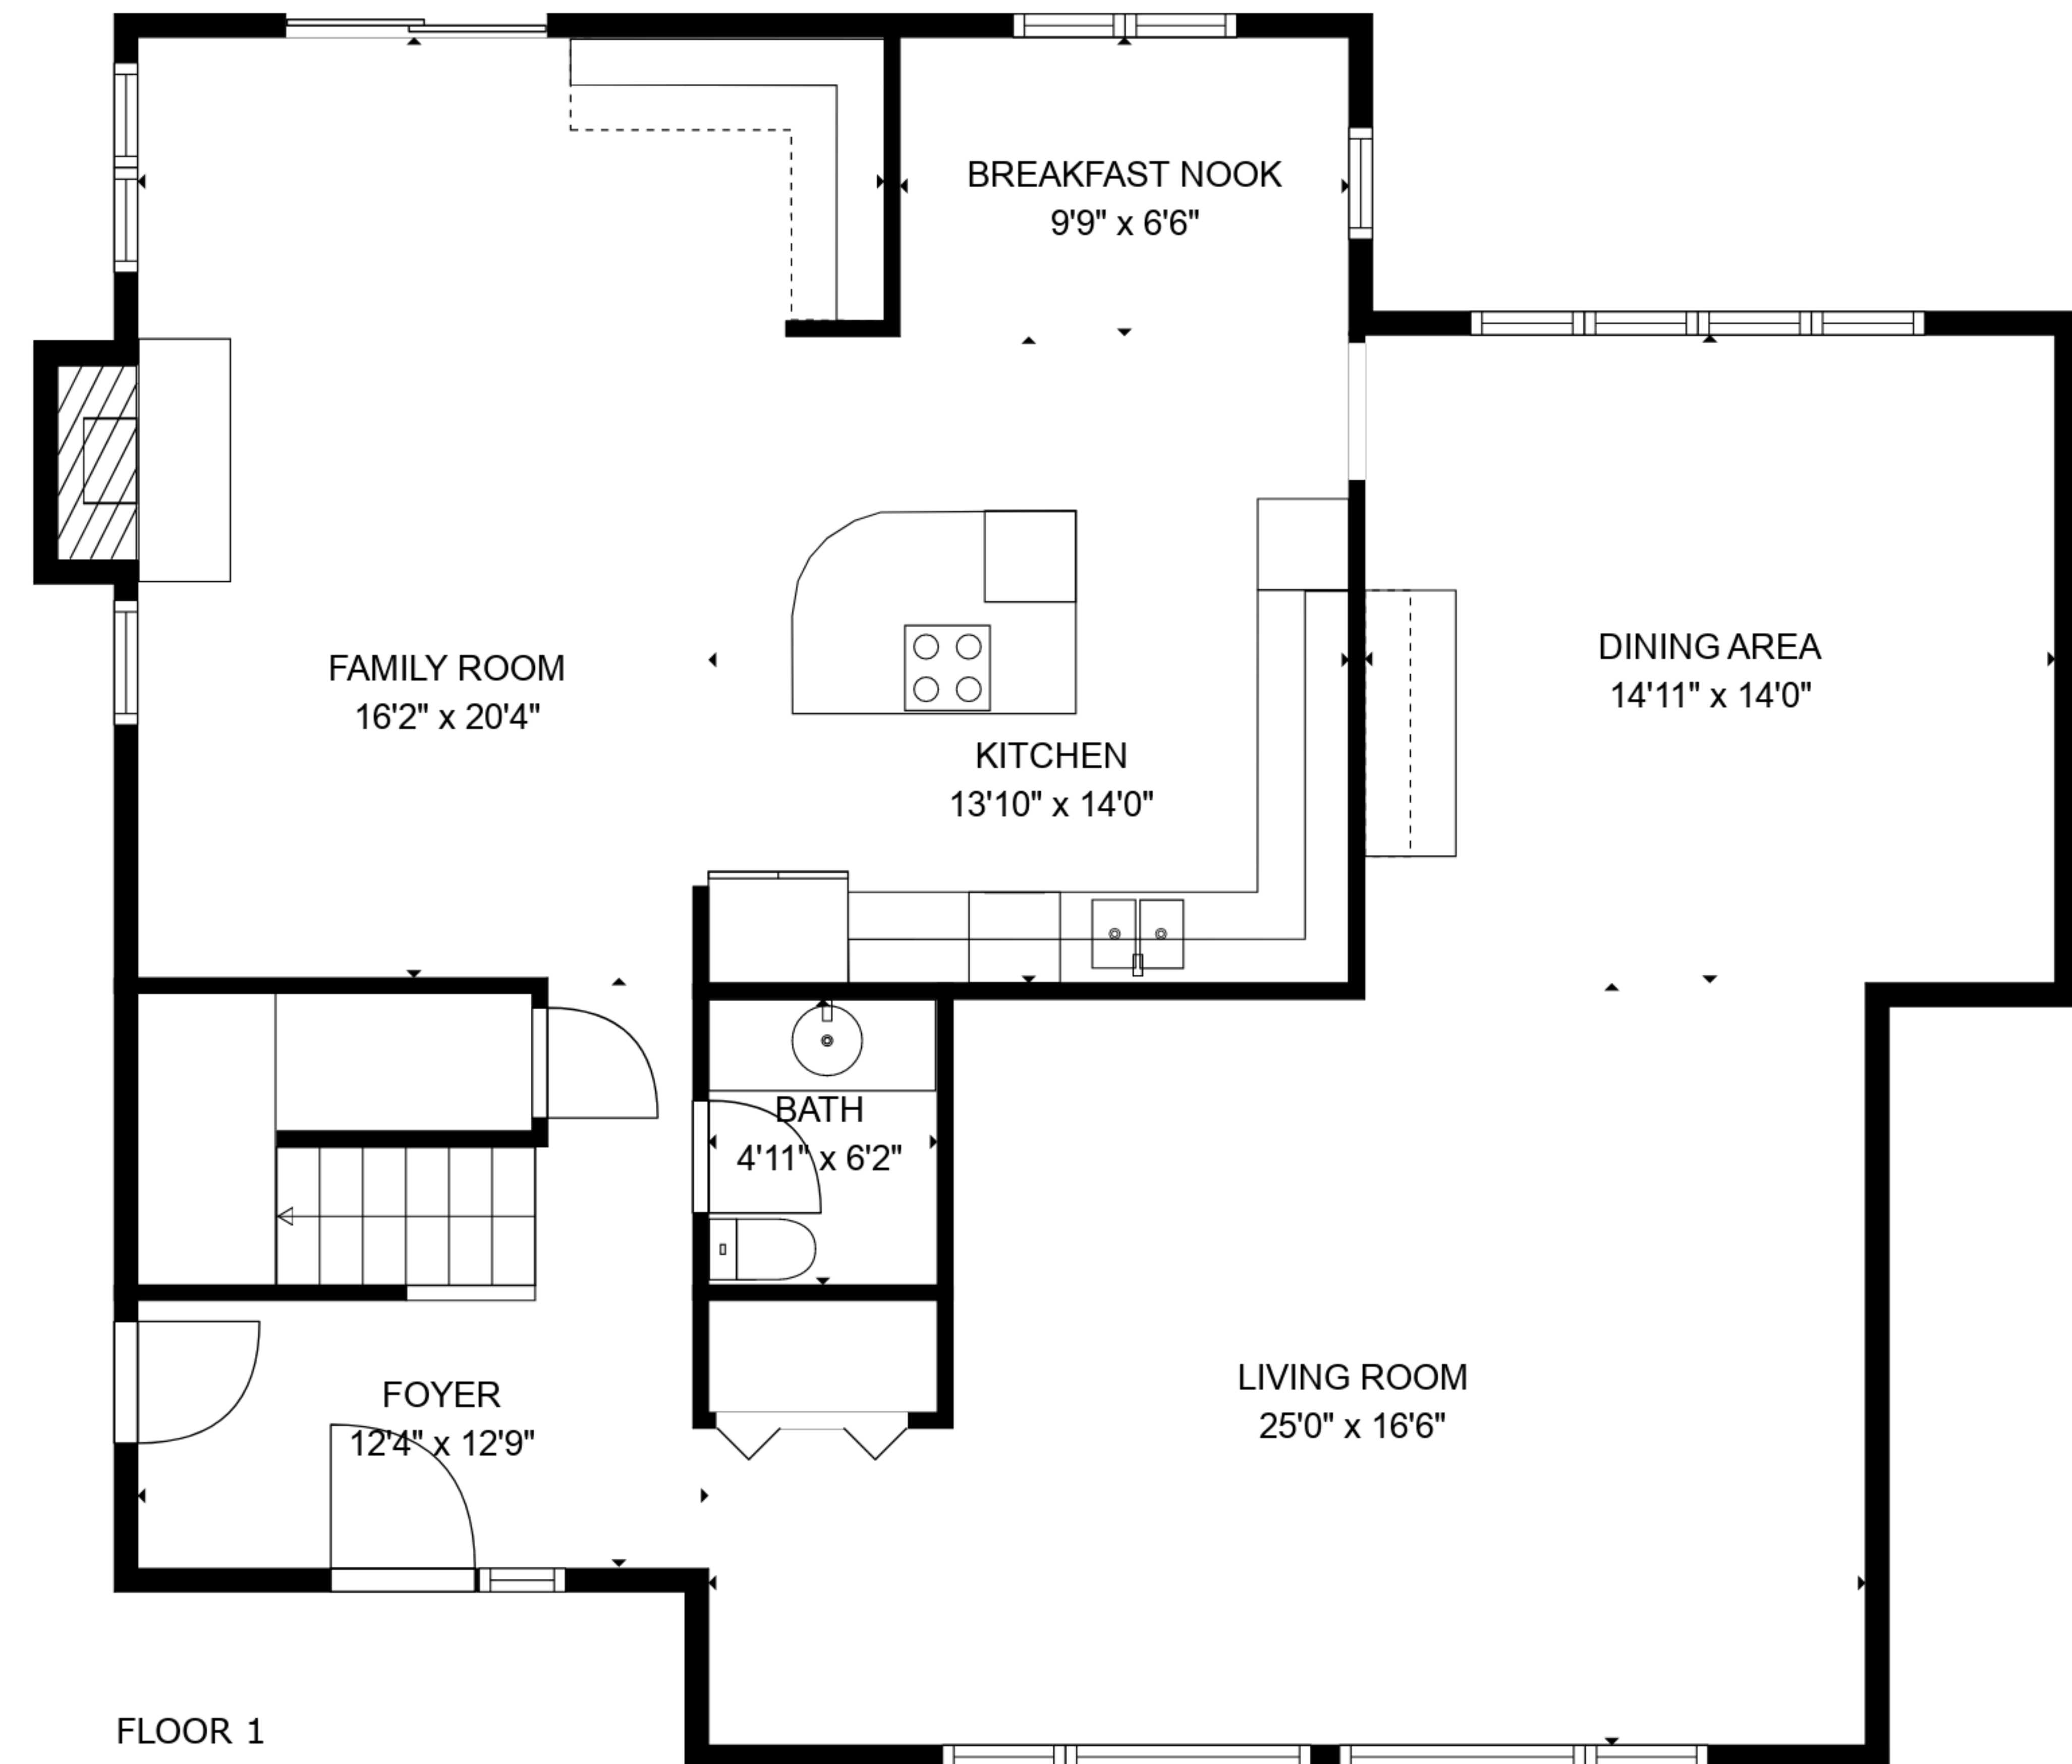 BREAKFAST NOOK
9'9" x 6'6"
FAMILY ROOM
16'2" x 20'4"
DINING AREA
14'11" x 14'0"
KITCHEN
13'10" x 14'0"
BATH
4'11" x 6'2"
FOYER
12'4" x 12'9"
LIVING ROOM
25'0" x 16'6"
FLOOR 1